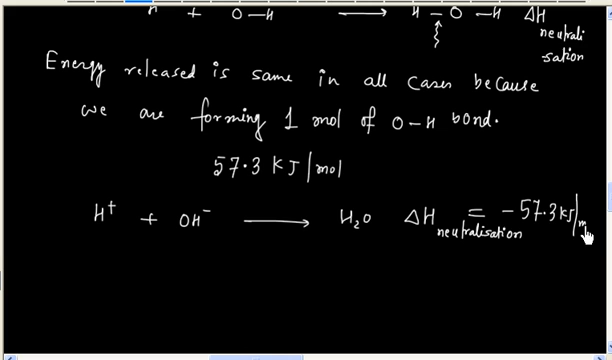 + O-H → H-O-H ΔH
neutrali
sation
Energy released is same in all cases because
we are forming 1 mol of O-H bond.
57.3 KJ/mol
H⁺ + OH⁻ → H₂O ΔH neutralisation = -57.3 KJ/m